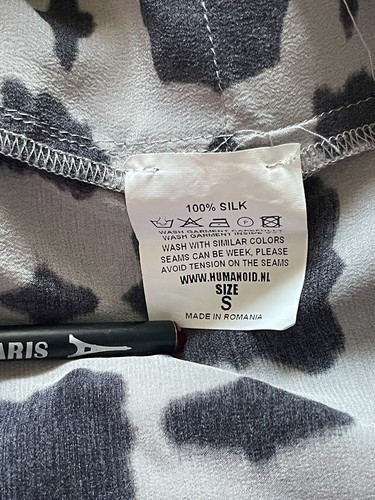 100% SILK
WASH GARMENT CAREFULLY
WASH GARMENT INSIDE OUT
WASH WITH SIMILAR COLORS
SEAMS CAN BE WEEK, PLEASE
AVOID TENSION ON THE SEAMS
WWW.HUMANOID.NL
SIZE
S
MADE IN ROMANIA
ARIS